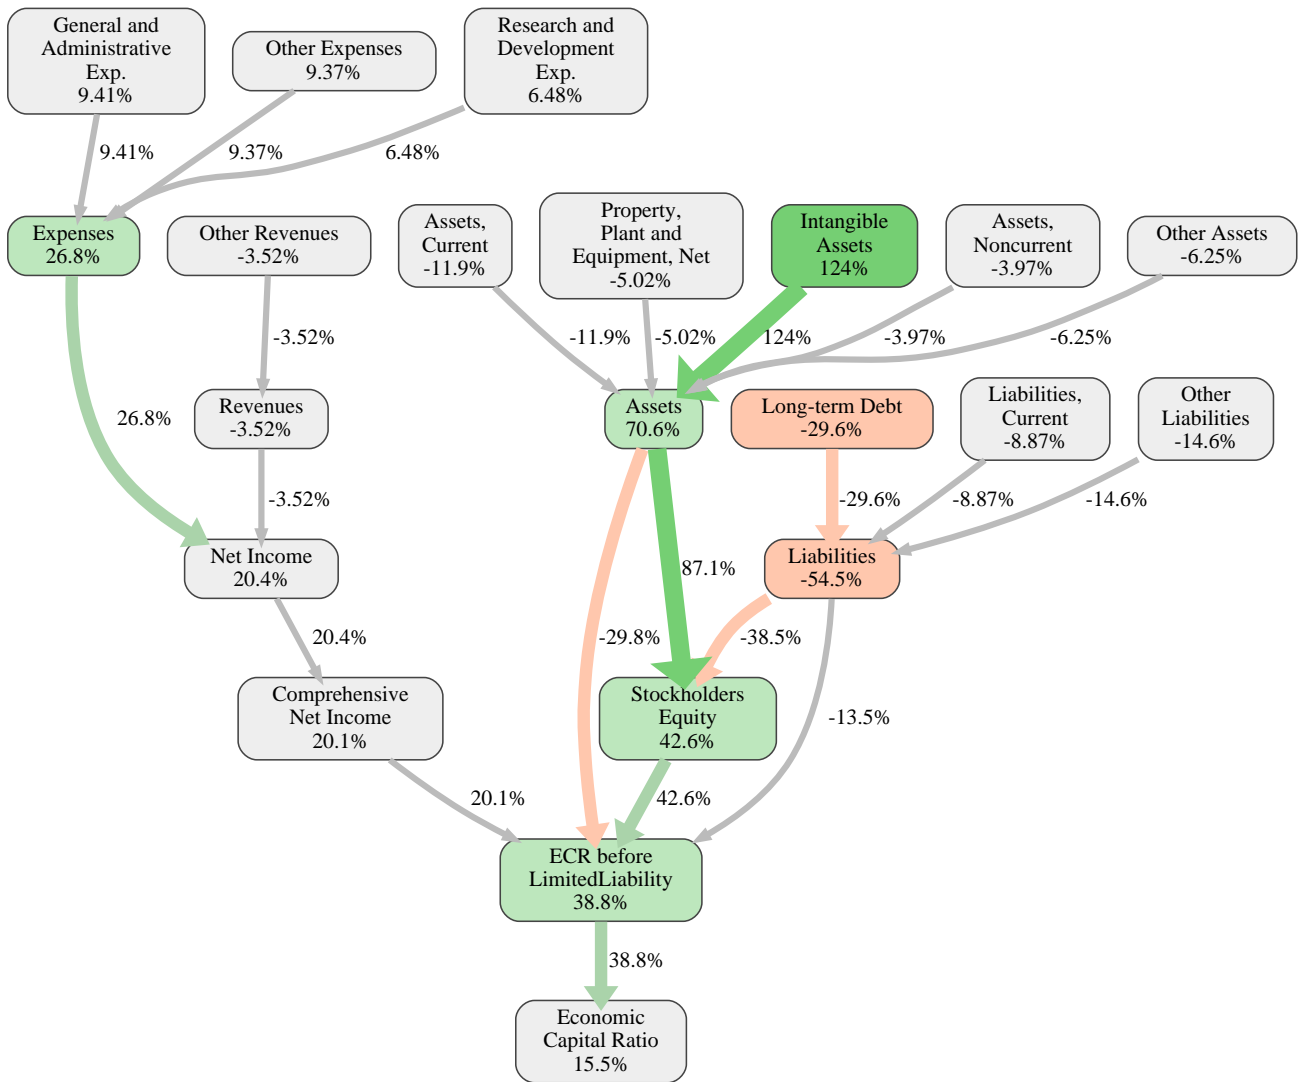 General and
Administrative
Exp.
9.41%
Other Expenses
9.37%
Research and
Development
Exp.
6.48%
9.41%
9.37%
6.48%
Expenses
26.8%
Other Revenues
-3.52%
Assets,
Current
-11.9%
Property,
Plant and
Equipment, Net
-5.02%
Intangible
Assets
124%
Assets,
Noncurrent
-3.97%
Other Assets
-6.25%
-3.52%
-11.9%
-5.02%
124%
-3.97%
-6.25%
26.8%
Revenues
-3.52%
Assets
70.6%
Long-term Debt
-29.6%
Liabilities,
Current
-8.87%
Other
Liabilities
-14.6%
-3.52%
-29.6%
-8.87%
-14.6%
Net Income
20.4%
87.1%
Liabilities
-54.5%
20.4%
-29.8%
-38.5%
Comprehensive
Net Income
20.1%
Stockholders
Equity
42.6%
-13.5%
20.1%
42.6%
ECR before
LimitedLiability
38.8%
38.8%
Economic
Capital Ratio
15.5%